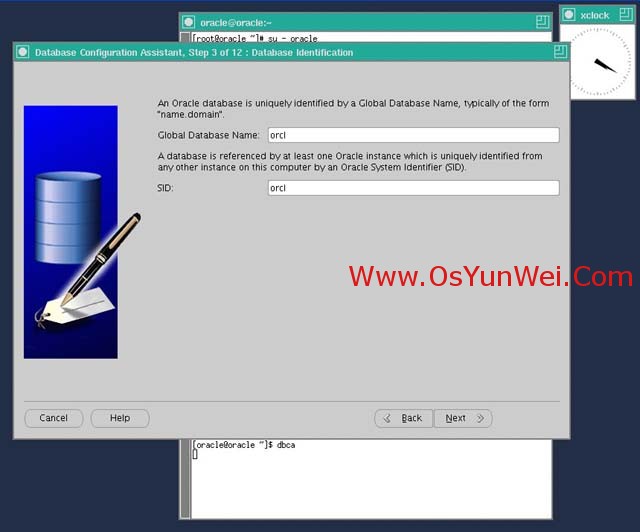 oracle@oracle:~
xclock
[root@oracle ~]# su - oracle
Database Configuration Assistant, Step 3 of 12 : Database Identification
An Oracle database is uniquely identified by a Global Database Name, typically of the form
"name.domain".
Global Database Name: orcl
A database is referenced by at least one Oracle instance which is uniquely identified from
any other instance on this computer by an Oracle System Identifier (SID).
SID: orcl
Www.OsYunWei.Com
Cancel Help Back Next
[oracle@oracle ~]$ dbca